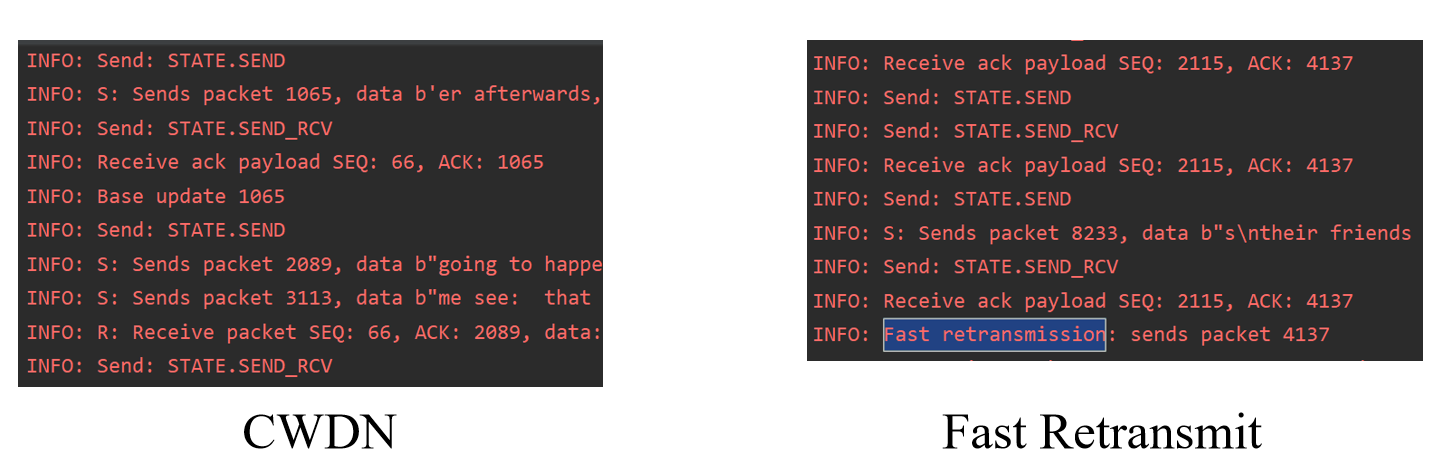 INFO: Send: STATE.SEND
INFO: S: Sends packet 1065, data b'er afterwards,
INFO: Send: STATE.SEND_RCV
INFO: Receive ack payload SEQ: 66, ACK: 1065
INFO: Base update 1065
INFO: Send: STATE.SEND
INFO: S: Sends packet 2089, data b"going to happe
INFO: S: Sends packet 3113, data b"me see:  that
INFO: R: Receive packet SEQ: 66, ACK: 2089, data:
INFO: Send: STATE.SEND_RCV
CWDN
INFO: Receive ack payload SEQ: 2115, ACK: 4137
INFO: Send: STATE.SEND
INFO: Send: STATE.SEND_RCV
INFO: Receive ack payload SEQ: 2115, ACK: 4137
INFO: Send: STATE.SEND
INFO: S: Sends packet 8233, data b"s\ntheir friends
INFO: Send: STATE.SEND_RCV
INFO: Receive ack payload SEQ: 2115, ACK: 4137
INFO: Fast retransmission: sends packet 4137
Fast Retransmit